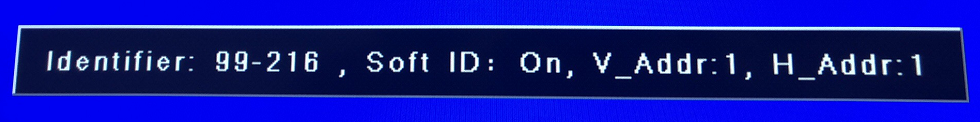 Identifier: 99-216 , Soft ID: On, V_Addr:1, H_Addr:1